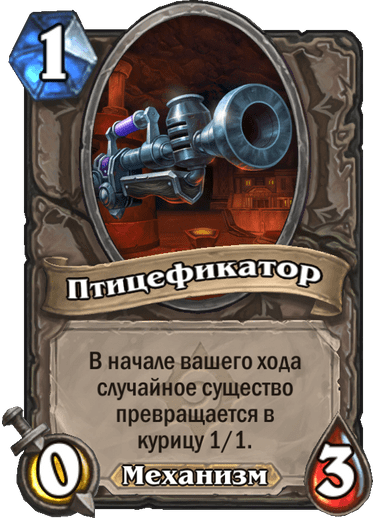 1
Птицефикатор
В начале вашего хода
случайное существо
превращается в
курицу 1/1.
0 Механизм 3